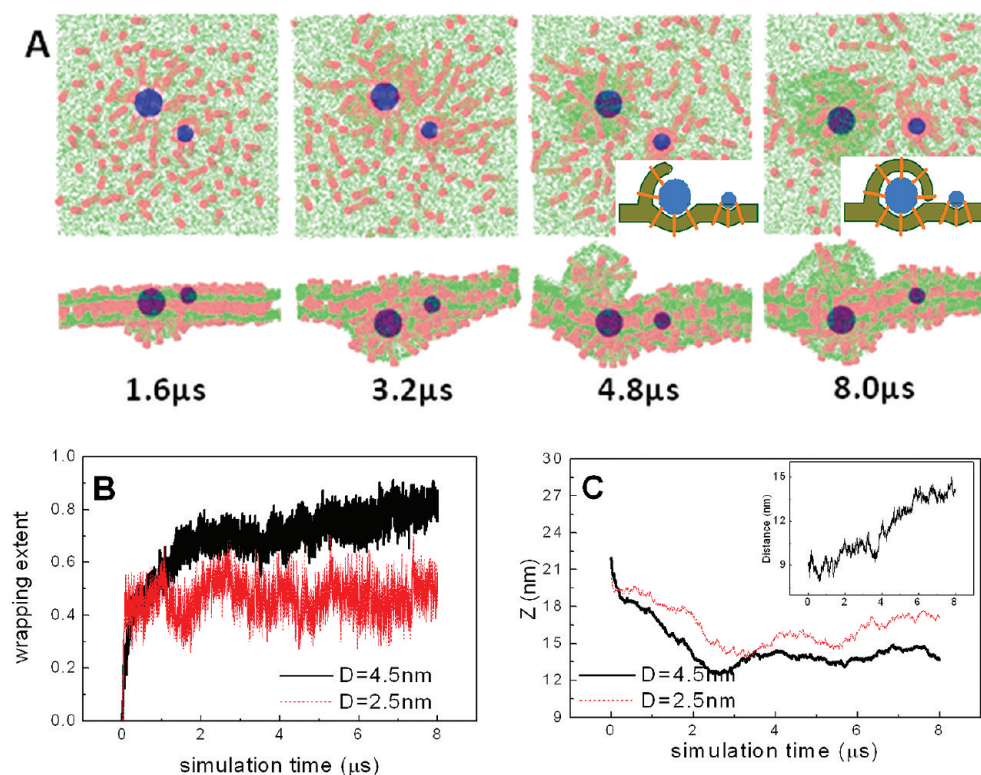 A
1.6μs 3.2μs 4.8μs 8.0μs
B
wrapping extent
1.0
0.8
0.6
0.4
0.2
0.0
0 2 4 6 8
simulation time (μs)
D=4.5nm
D=2.5nm
C
Z (nm)
30
27
24
21
18
15
12
9
0 2 4 6 8
simulation time (μs)
D=4.5nm
D=2.5nm
Distance (nm)
15
12
9
6
0 2 4 6 8